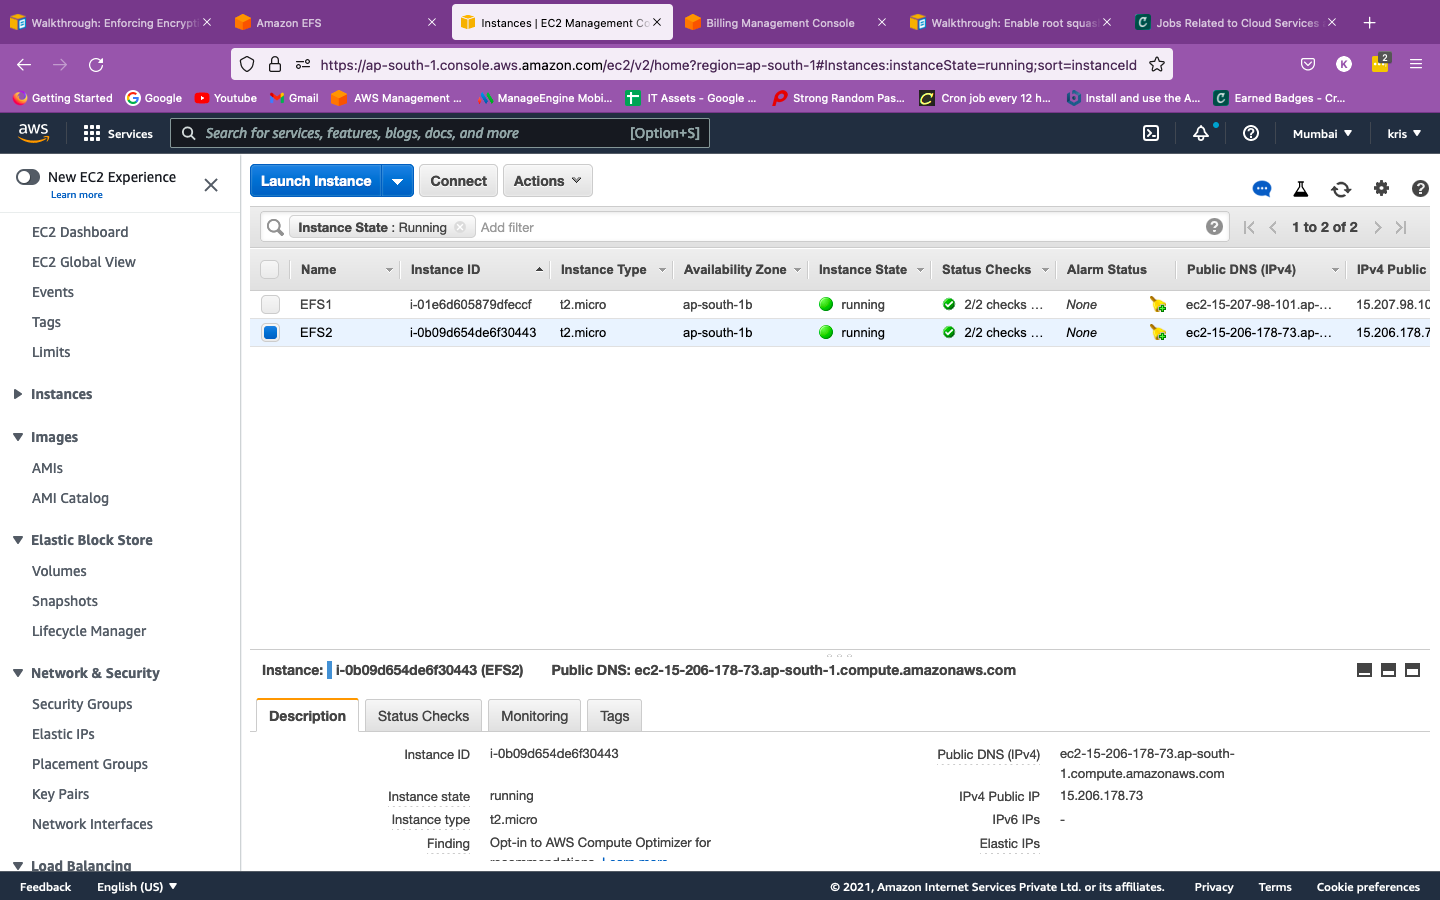 Walkthrough: Enforcing Encrypti
Amazon EFS
Instances | EC2 Management Co
Billing Management Console
Walkthrough: Enable root squas
Jobs Related to Cloud Services
https://ap-south-1.console.aws.amazon.com/ec2/v2/home?region=ap-south-1#Instances:instanceState=running;sort=instanceId
K
2
Getting Started
Google
Youtube
Gmail
AWS Management ...
ManageEngine Mobi...
IT Assets - Google ...
Strong Random Pas...
Cron job every 12 h...
Install and use the A...
Earned Badges - Cr...
aws
Services
Search for services, features, blogs, docs, and more
[Option+S]
Mumbai
kris
New EC2 Experience
Learn more
EC2 Dashboard
EC2 Global View
Events
Tags
Limits
Instances
Images
AMIs
AMI Catalog
Elastic Block Store
Volumes
Snapshots
Lifecycle Manager
Network & Security
Security Groups
Elastic IPs
Placement Groups
Key Pairs
Network Interfaces
Load Balancing
Launch Instance
Connect
Actions
Instance State : Running
Add filter
1 to 2 of 2
Name Instance ID Instance Type Availability Zone Instance State Status Checks Alarm Status Public DNS (IPv4) IPv4 Public
EFS1 i-01e6d605879dfeccf t2.micro ap-south-1b running 2/2 checks ... None ec2-15-207-98-101.ap-... 15.207.98.10
EFS2 i-0b09d654de6f30443 t2.micro ap-south-1b running 2/2 checks ... None ec2-15-206-178-73.ap-... 15.206.178.7
Instance: i-0b09d654de6f30443 (EFS2) Public DNS: ec2-15-206-178-73.ap-south-1.compute.amazonaws.com
Description
Status Checks
Monitoring
Tags
Instance ID i-0b09d654de6f30443
Instance state running
Instance type t2.micro
Finding Opt-in to AWS Compute Optimizer for
recommendations. Learn more
Public DNS (IPv4) ec2-15-206-178-73.ap-south-
1.compute.amazonaws.com
IPv4 Public IP 15.206.178.73
IPv6 IPs -
Elastic IPs
Feedback
English (US)
© 2021, Amazon Internet Services Private Ltd. or its affiliates.
Privacy
Terms
Cookie preferences